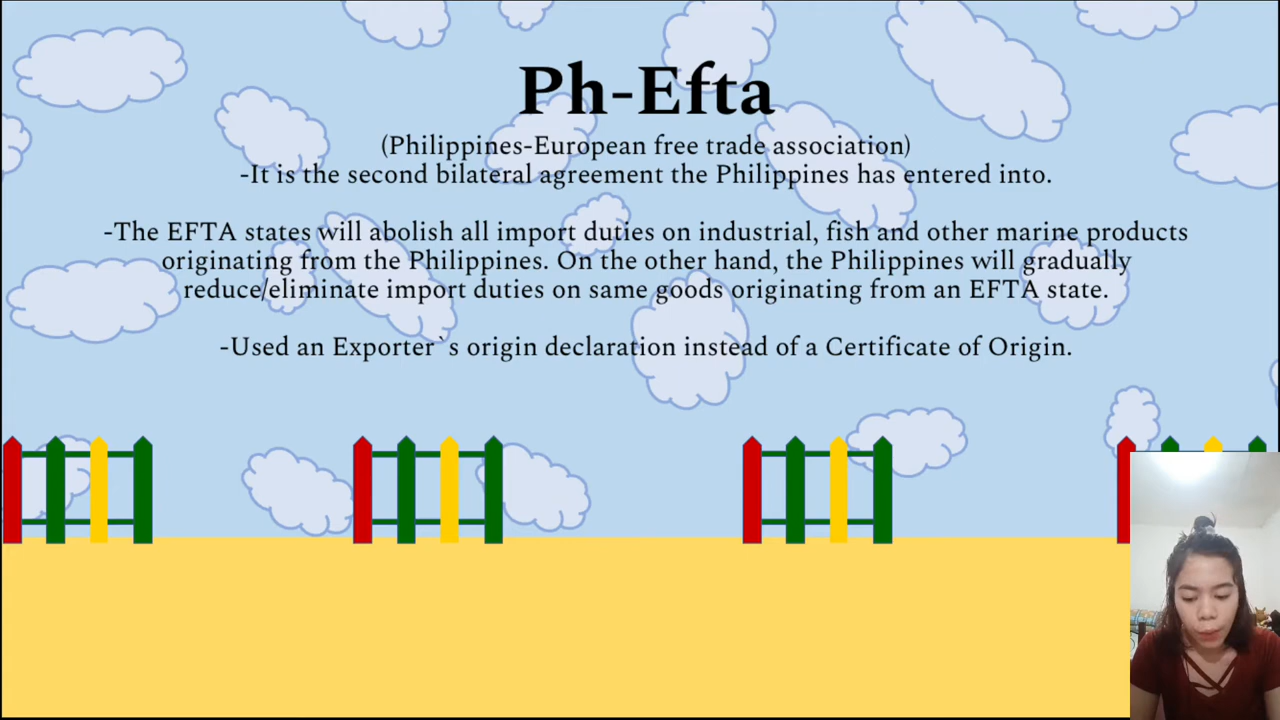 Ph-Efta
(Philippines-European free trade association)
-It is the second bilateral agreement the Philippines has entered into.
-The EFTA states will abolish all import duties on industrial, fish and other marine products
originating from the Philippines. On the other hand, the Philippines will gradually
reduce/eliminate import duties on same goods originating from an EFTA state.
-Used an Exporter`s origin declaration instead of a Certificate of Origin.